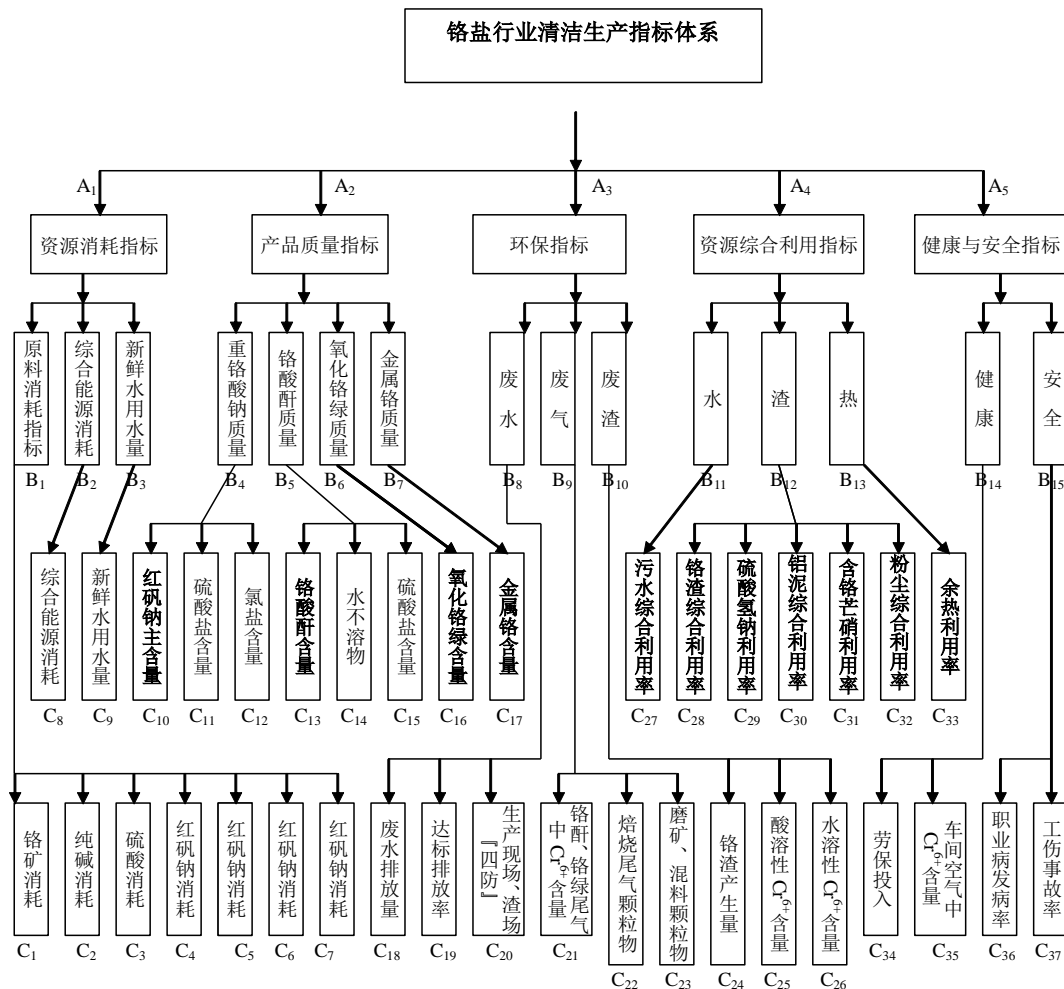 铬盐行业清洁生产指标体系
A₁
A₂
A₃
A₄
A₅
资源消耗指标
产品质量指标
环保指标
资源综合利用指标
健康与安全指标
原料消耗指标
综合能源消耗
新鲜水用水量
重铬酸钠质量
铬酸酐质量
氧化铬绿质量
金属铬质量
废水
废气
废渣
水
渣
热
健康
安全
B₁
B₂
B₃
B₄
B₅
B₆
B₇
B₈
B₉
B₁₀
B₁₁
B₁₂
B₁₃
B₁₄
B₁₅
综合能源消耗
新鲜水用水量
红矾钠主含量
硫酸盐含量
氯盐含量
铬酸酐含量
水不溶物
硫酸盐含量
氧化铬绿含量
金属铬含量
污水综合利用率
铬渣综合利用率
硫酸氢钠利用率
铝泥综合利用率
含铬芒硝利用率
粉尘综合利用率
余热利用率
C₈
C₉
C₁₀
C₁₁
C₁₂
C₁₃
C₁₄
C₁₅
C₁₆
C₁₇
C₂₇
C₂₈
C₂₉
C₃₀
C₃₁
C₃₂
C₃₃
铬矿消耗
纯碱消耗
硫酸消耗
红矾钠消耗
红矾钠消耗
红矾钠消耗
红矾钠消耗
废水排放量
达标排放率
生产现场、渣场
『四防』
铬酐、铬绿尾气
中 Cr⁶⁺含量
焙烧尾气颗粒物
磨矿、混料颗粒物
铬渣产生量
酸溶性 Cr⁶⁺含量
水溶性 Cr⁶⁺含量
劳保投入
车间空气中
Cr⁶⁺含量
职业病发病率
工伤事故率
C₁
C₂
C₃
C₄
C₅
C₆
C₇
C₁₈
C₁₉
C₂₀
C₂₁
C₂₂
C₂₃
C₂₄
C₂₅
C₂₆
C₃₄
C₃₅
C₃₆
C₃₇